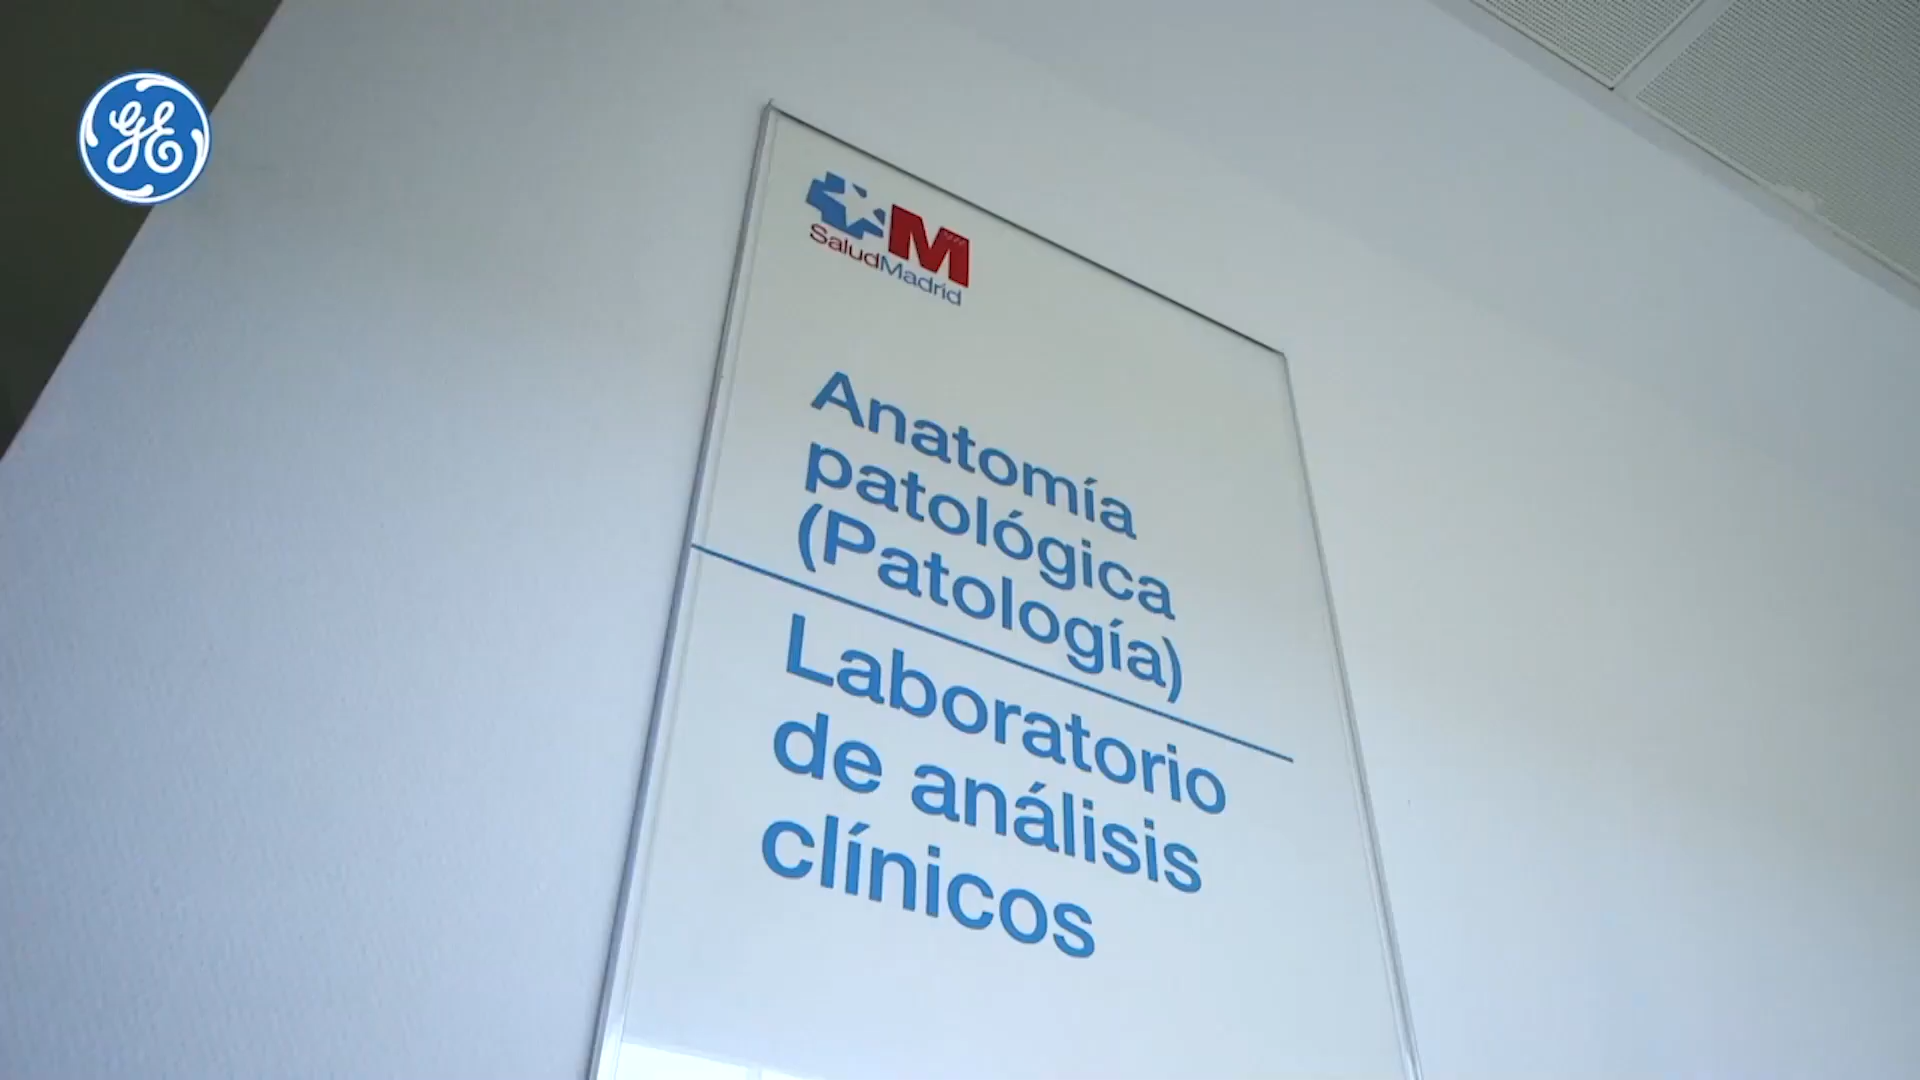 GE
M
SaludMadrid
Anatomía
patológica
(Patología)
Laboratorio
de análisis
clínicos